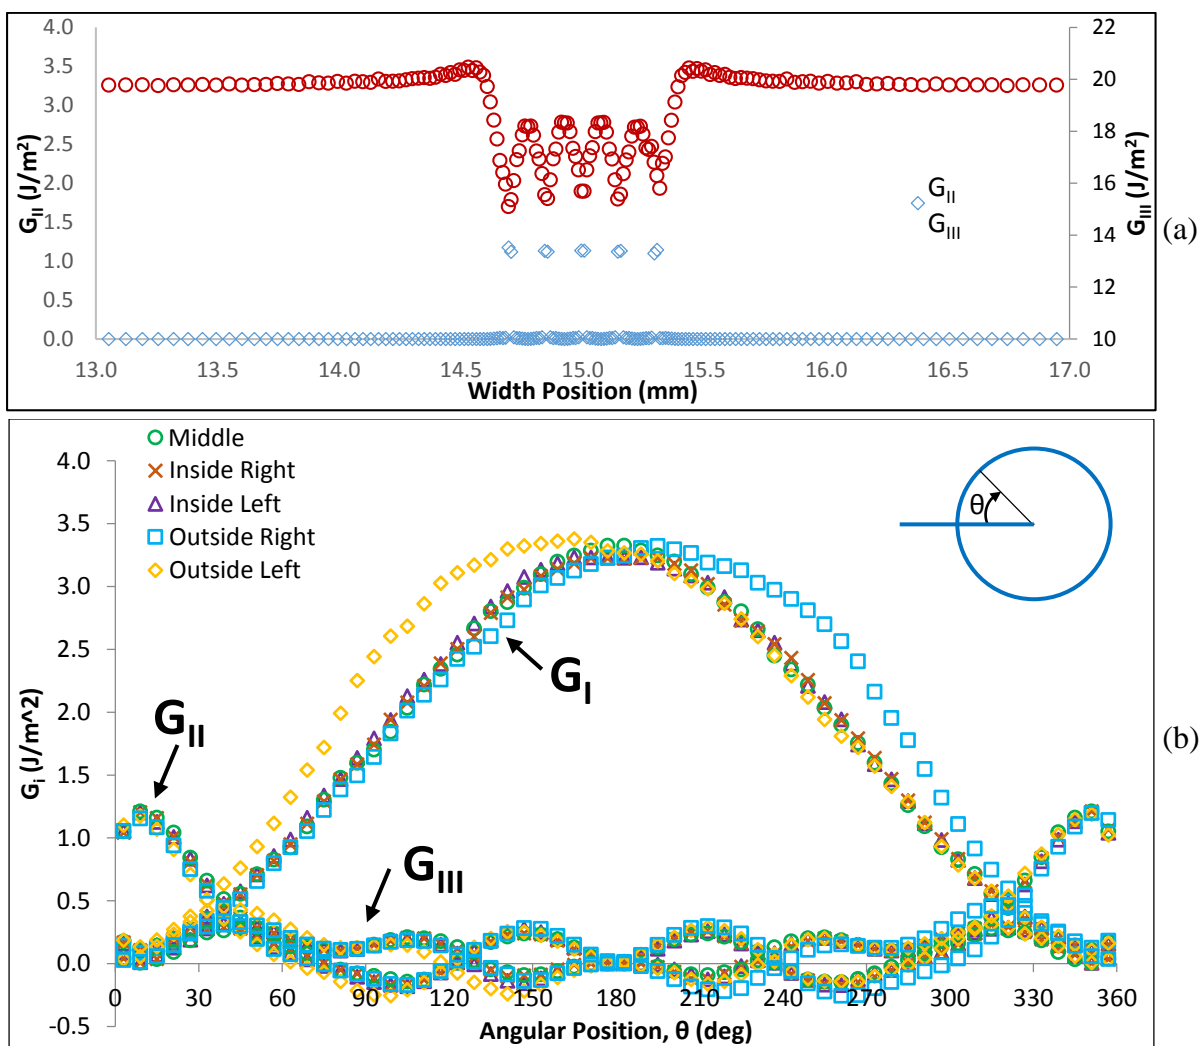 4.0
3.5
3.0
2.5
2.0
1.5
1.0
0.5
0.0
G_II (J/m²)
22
20
18
16
14
12
10
G_III (J/m²)
G_II
G_III
13.0 13.5 14.0 14.5 15.0 15.5 16.0 16.5 17.0
Width Position (mm)
(a)
Middle
Inside Right
Inside Left
Outside Right
Outside Left
4.0
3.5
3.0
2.5
2.0
1.5
1.0
0.5
0.0
-0.5
G_i (J/m^2)
θ
G_I
G_II
G_III
0 30 60 90 120 150 180 210 240 270 300 330 360
Angular Position, θ (deg)
(b)